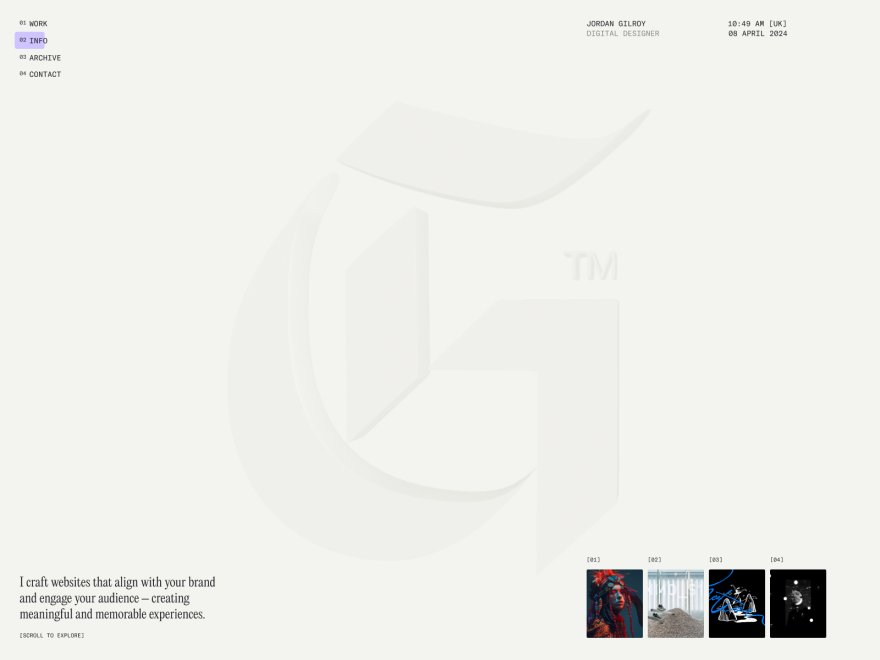 01 WORK
02 INFO
03 ARCHIVE
04 CONTACT
JORDAN GILROY
DIGITAL DESIGNER
10:49 AM [UK]
08 APRIL 2024
G
TM
I craft websites that align with your brand
and engage your audience — creating
meaningful and memorable experiences.
[SCROLL TO EXPLORE]
[01]
[02]
[03]
[04]